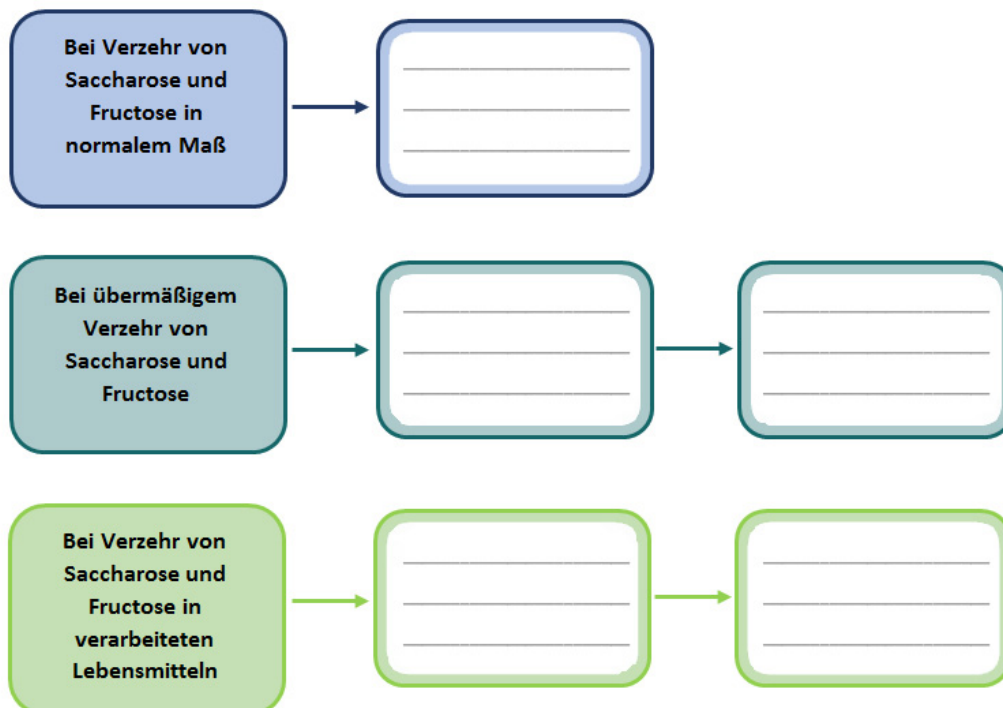 Bei Verzehr von
Saccharose und
Fructose in
normalem Maß
Bei übermäßigem
Verzehr von
Saccharose und
Fructose
Bei Verzehr von
Saccharose und
Fructose in
verarbeiteten
Lebensmitteln